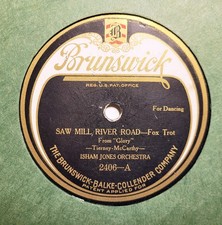 Brunswick
REG. U.S. PAT. OFFICE
For Dancing
SAW MILL, RIVER ROAD—Fox Trot
From "Glory"
—Tierney-McCarthy—
ISHAM JONES ORCHESTRA
2406—A
THE BRUNSWICK-BALKE-COLLENDER COMPANY
PATENT APPLIED FOR